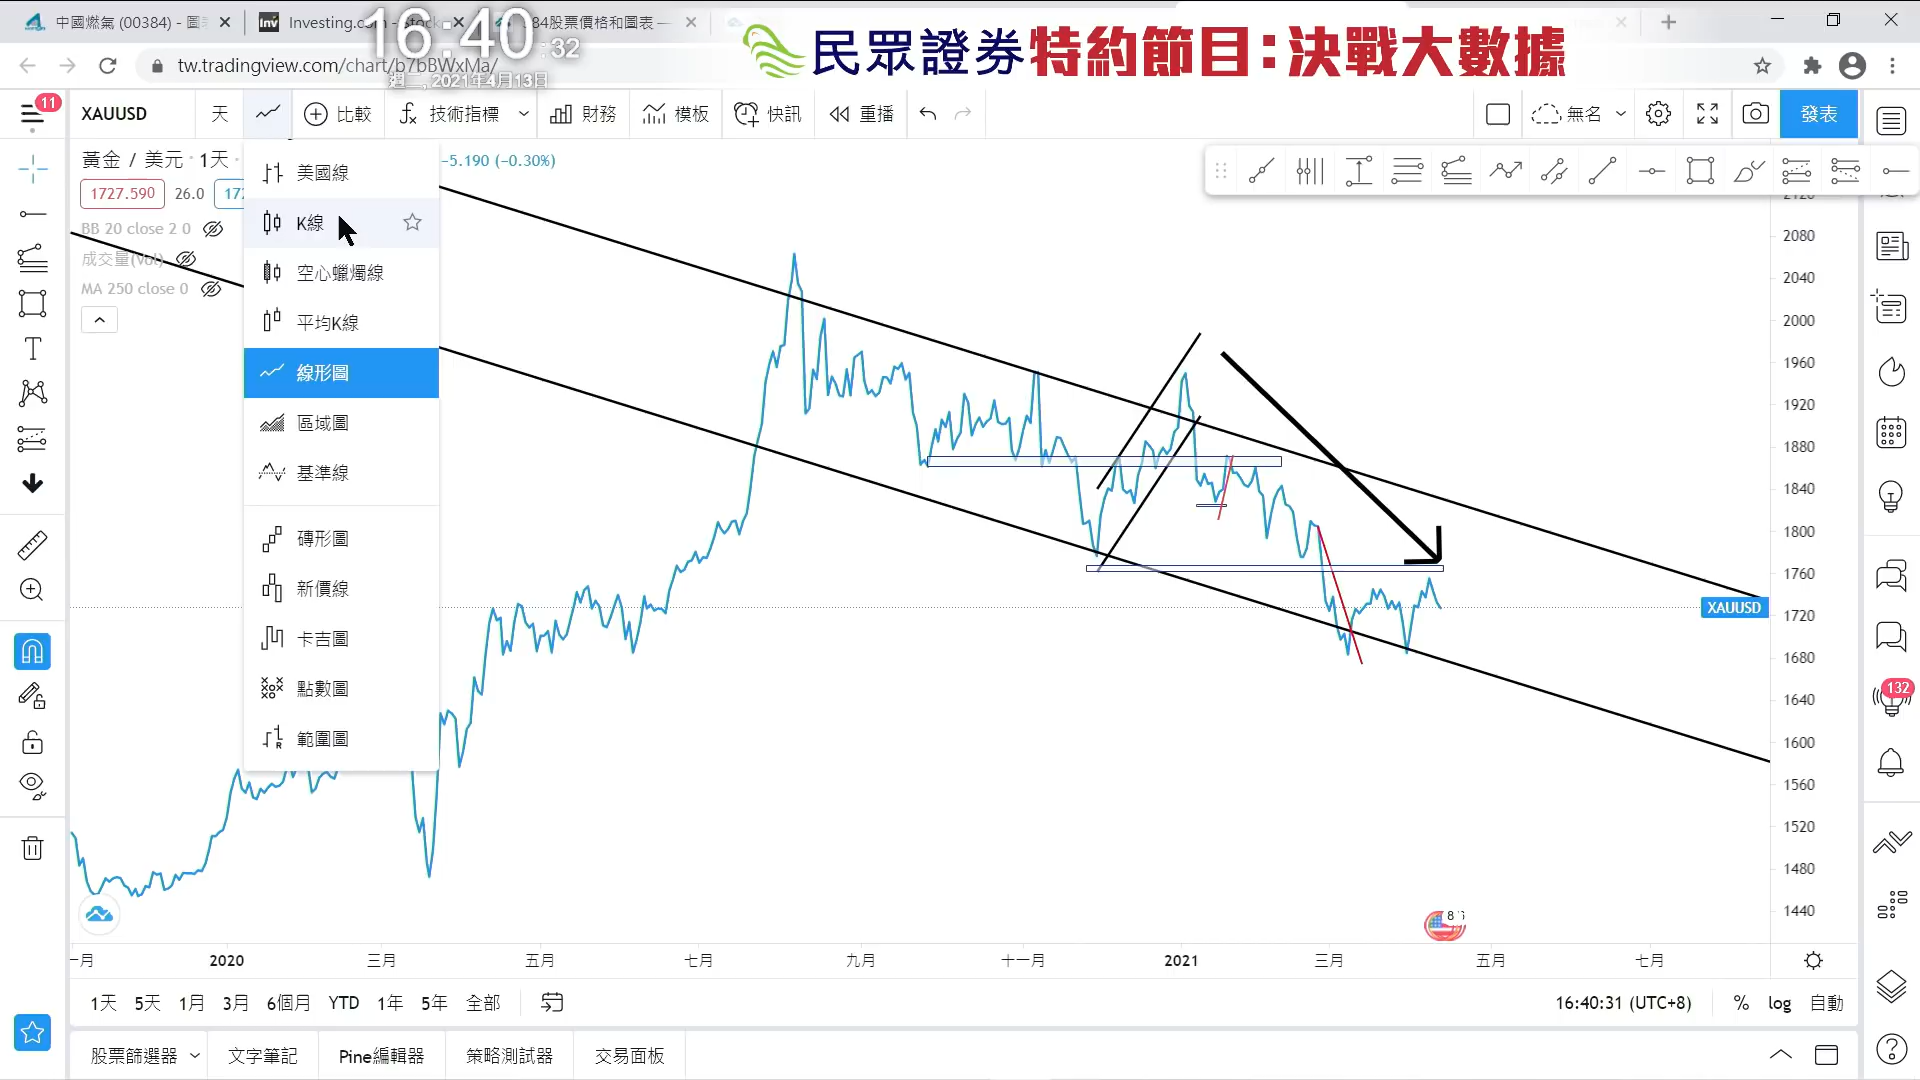 中國燃氣 (00384) - 圖
Investing.co
384股票價格和圖表 —
16:40:32
週二, 2021年4月13日
tw.tradingview.com/chart/b7bBWxMa/
民眾證券特約節目:決戰大數據
11
XAUUSD
天
比較
技術指標
財務
模板
快訊
重播
無名
發表
黃金 / 美元 · 1天 ·
-5.190 (-0.30%)
1727.590
26.0
172
BB 20 close 2 0
成交量(Vol)
MA 250 close 0
美國線
K線
空心蠟燭線
平均K線
線形圖
區域圖
基準線
磚形圖
新價線
卡吉圖
點數圖
範圍圖
2120
2080
2040
2000
1960
1920
1880
1840
1800
1760
XAUUSD
1720
1680
1640
1600
1560
1520
1480
1440
132
2020
三月
五月
七月
九月
十一月
2021
三月
五月
七月
1天
5天
1月
3月
6個月
YTD
1年
5年
全部
16:40:31 (UTC+8)
%
log
自動
股票篩選器
文字筆記
Pine編輯器
策略測試器
交易面板